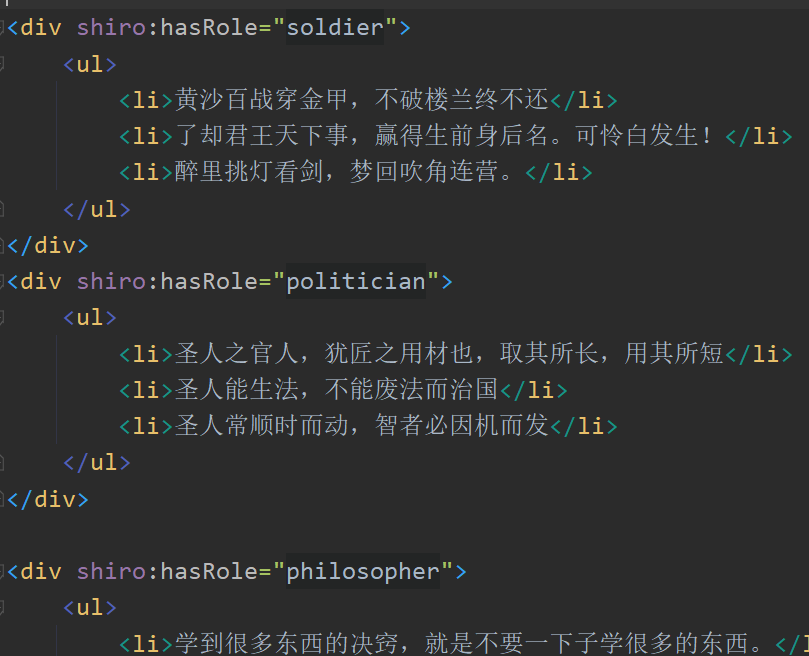 <div shiro:hasRole="soldier">
<ul>
<li>黄沙百战穿金甲，不破楼兰终不还</li>
<li>了却君王天下事，赢得生前身后名。可怜白发生！</li>
<li>醉里挑灯看剑，梦回吹角连营。</li>
</ul>
</div>
<div shiro:hasRole="politician">
<ul>
<li>圣人之官人，犹匠之用材也，取其所长，用其所短</li>
<li>圣人能生法，不能废法而治国</li>
<li>圣人常顺时而动，智者必因机而发</li>
</ul>
</div>
<div shiro:hasRole="philosopher">
<ul>
<li>学到很多东西的决窍，就是不要一下子学很多的东西。</l